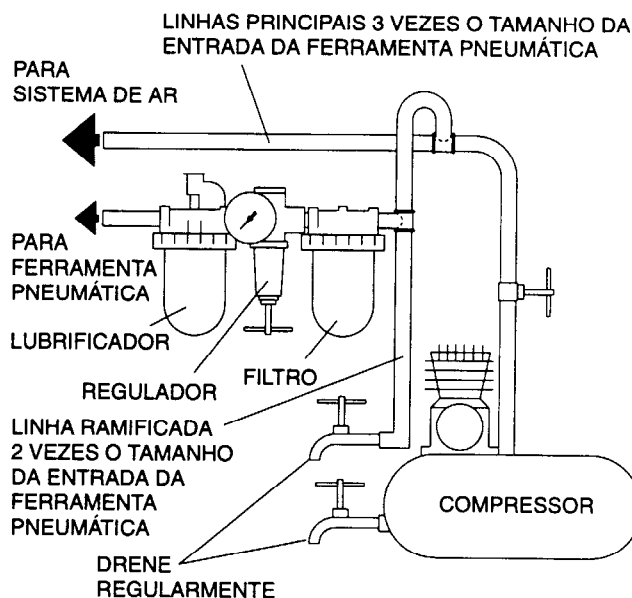 LINHAS PRINCIPAIS 3 VEZES O TAMANHO DA
ENTRADA DA FERRAMENTA PNEUMÁTICA
PARA
SISTEMA DE AR
PARA
FERRAMENTA
PNEUMÁTICA
LUBRIFICADOR
REGULADOR
FILTRO
LINHA RAMIFICADA
2 VEZES O TAMANHO
DA ENTRADA DA
FERRAMENTA
PNEUMÁTICA
COMPRESSOR
DRENE
REGULARMENTE